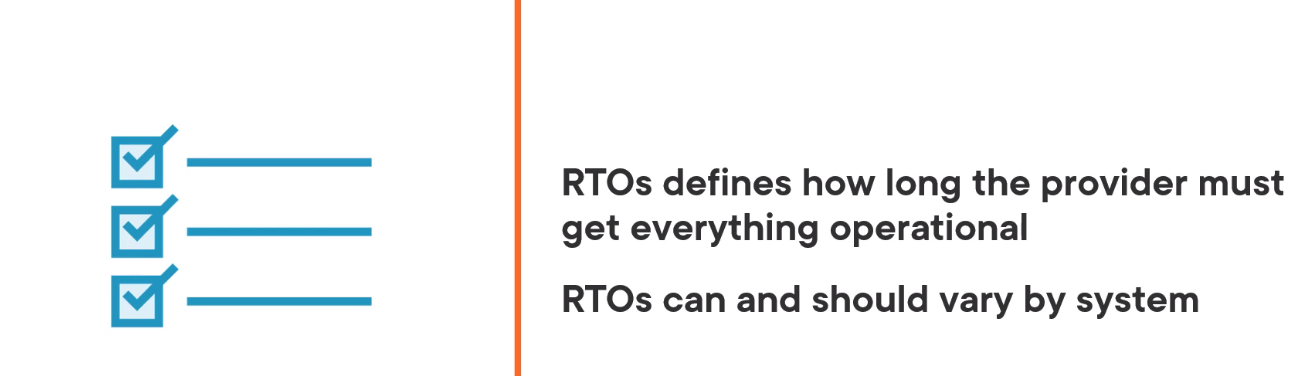 RTOs defines how long the provider must
get everything operational
RTOs can and should vary by system